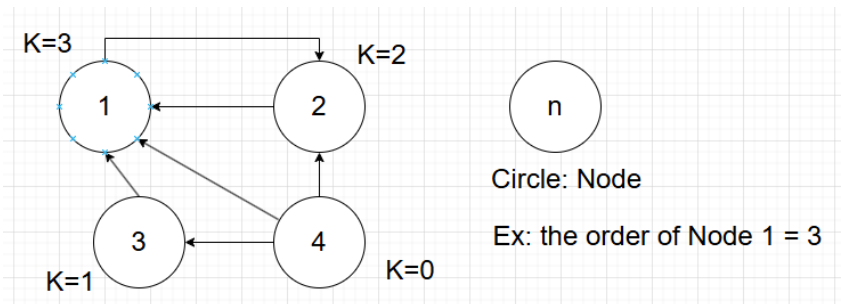 K=3
K=2
1
2
n
Circle: Node
3
4
Ex: the order of Node 1 = 3
K=1
K=0